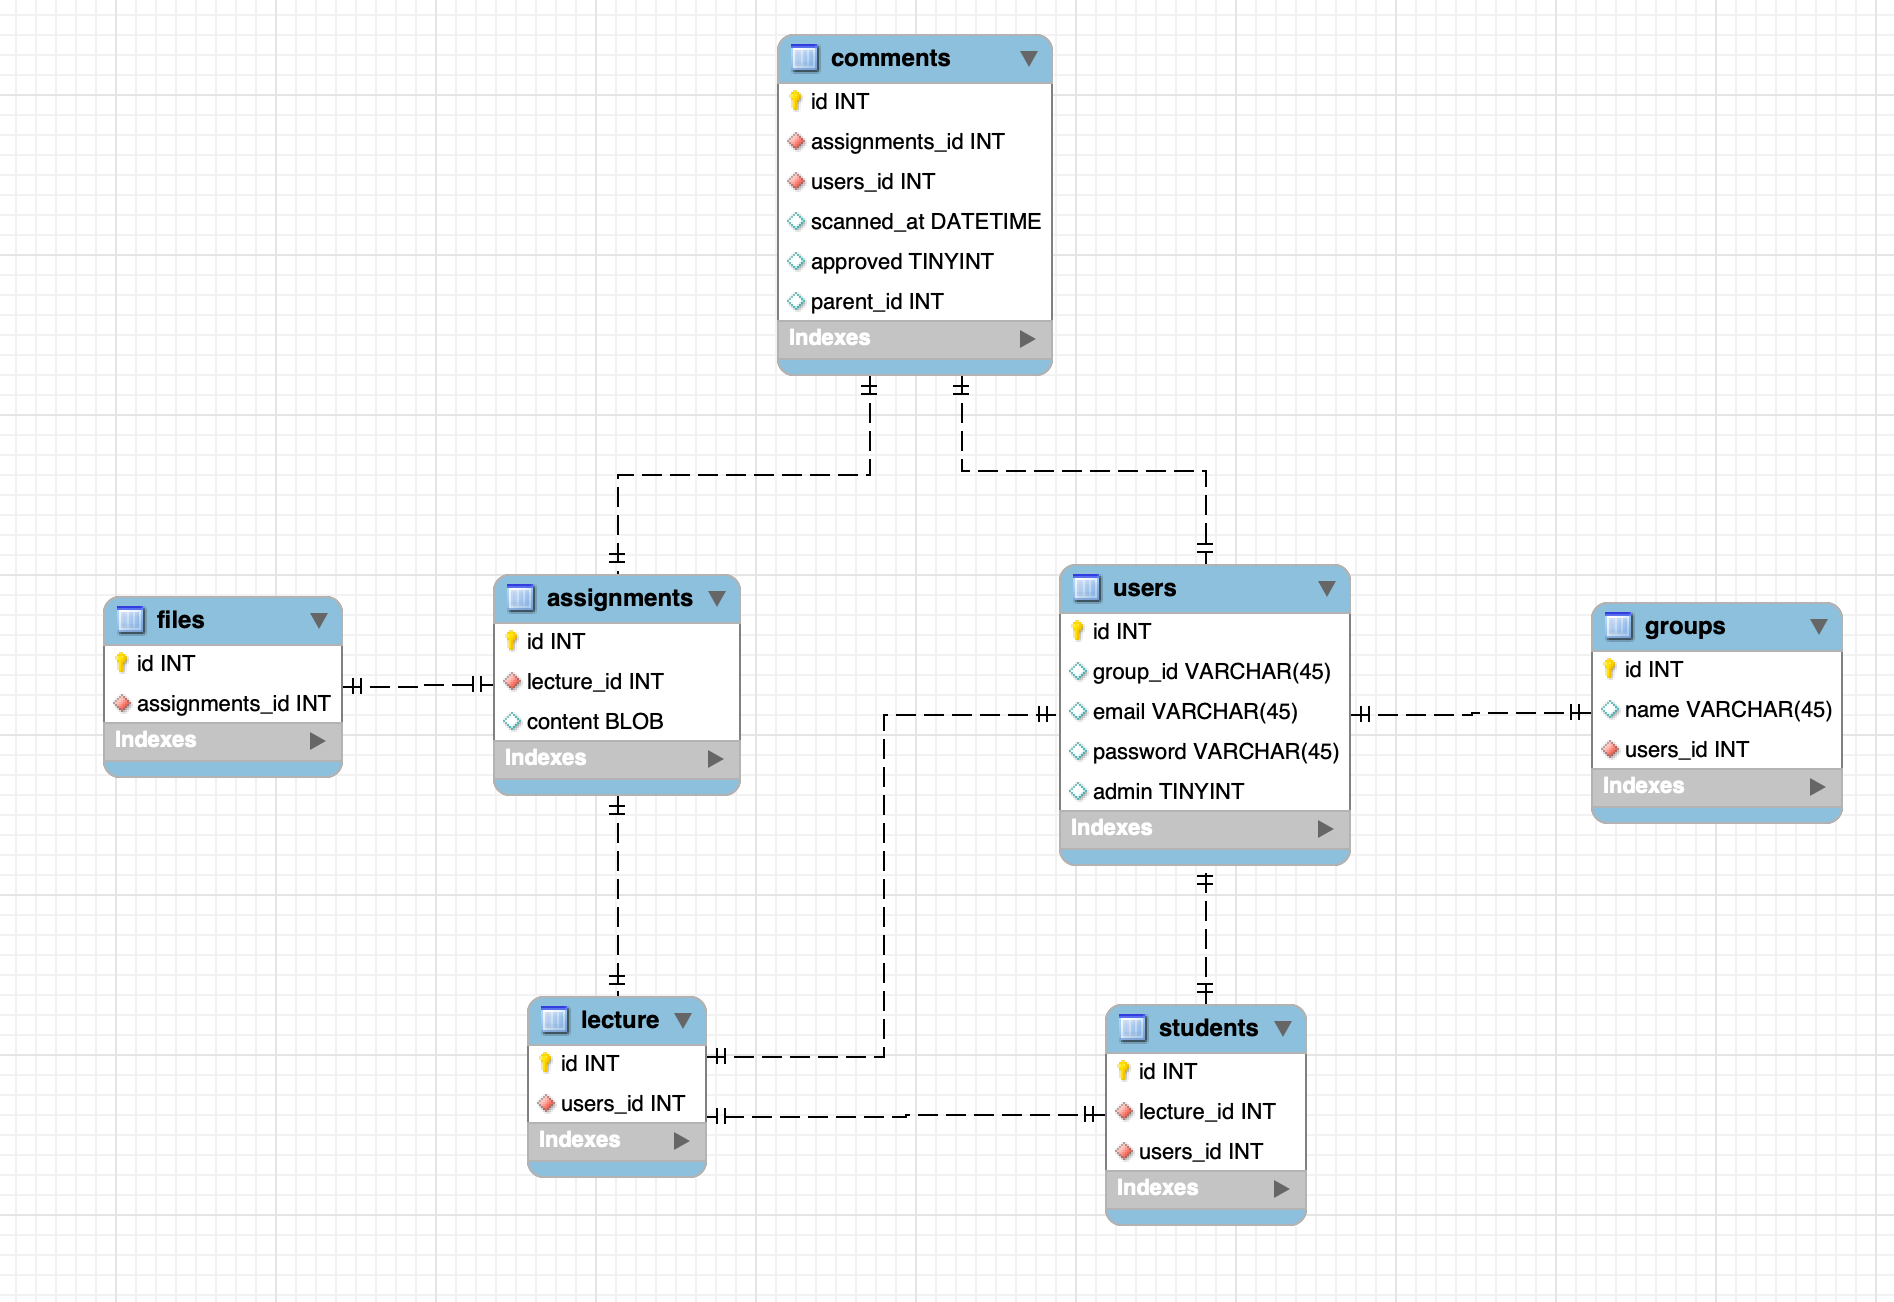 comments
id INT
assignments_id INT
users_id INT
scanned_at DATETIME
approved TINYINT
parent_id INT
Indexes
files
id INT
assignments_id INT
Indexes
assignments
id INT
lecture_id INT
content BLOB
Indexes
users
id INT
group_id VARCHAR(45)
email VARCHAR(45)
password VARCHAR(45)
admin TINYINT
Indexes
groups
id INT
name VARCHAR(45)
users_id INT
Indexes
lecture
id INT
users_id INT
Indexes
students
id INT
lecture_id INT
users_id INT
Indexes